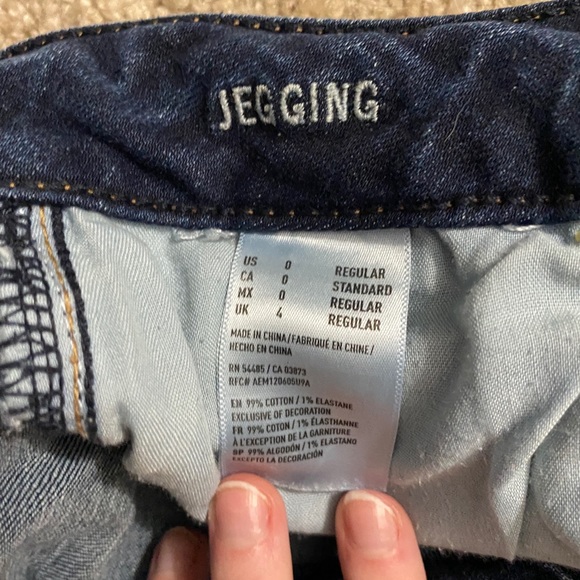 JEGGING
US 0 REGULAR
CA 0 STANDARD
MX 0 REGULAR
UK 4 REGULAR
MADE IN CHINA/FABRIQUÉ EN CHINE/
HECHO EN CHINA
RN 54485/CA 03873
RFC# AEM120605U9A
EN 99% COTTON/1% ELASTANE
EXCLUSIVE OF DECORATION
FR 99% COTON/1% ÉLASTHANNE
À L'EXCEPTION DE LA GARNITURE
SP 99% ALGODÓN/1% ELASTANO
EXCEPTO LA DECORACIÓN